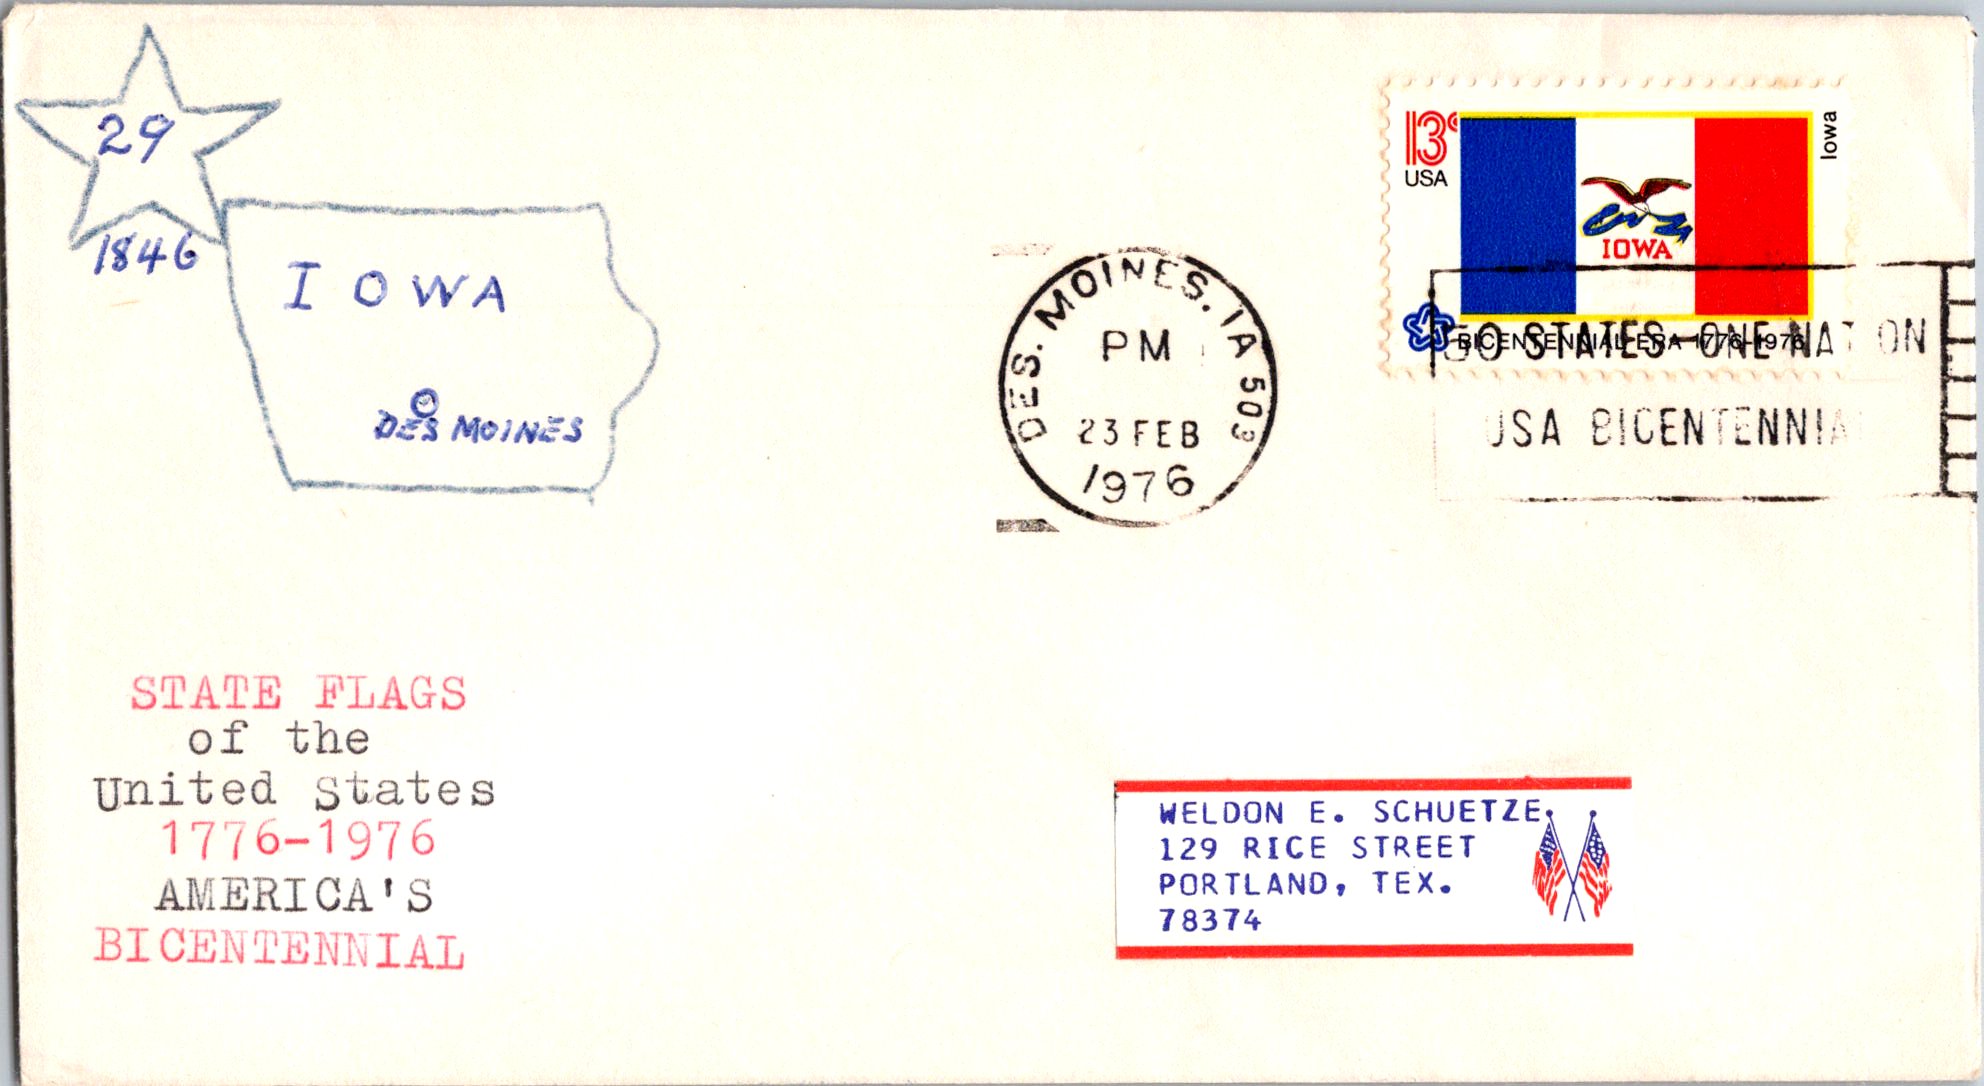 29
1846
IOWA
DES MOINES
DES. MOINES. IA 503
PM
23 FEB
1976
13c
USA
Iowa
IOWA
BICENTENNIAL ERA 1776-1976
50 STATES-ONE NATION
USA BICENTENNIA
STATE FLAGS
of the
United States
1776-1976
AMERICA'S
BICENTENNIAL
WELDON E. SCHUETZE
129 RICE STREET
PORTLAND, TEX.
78374